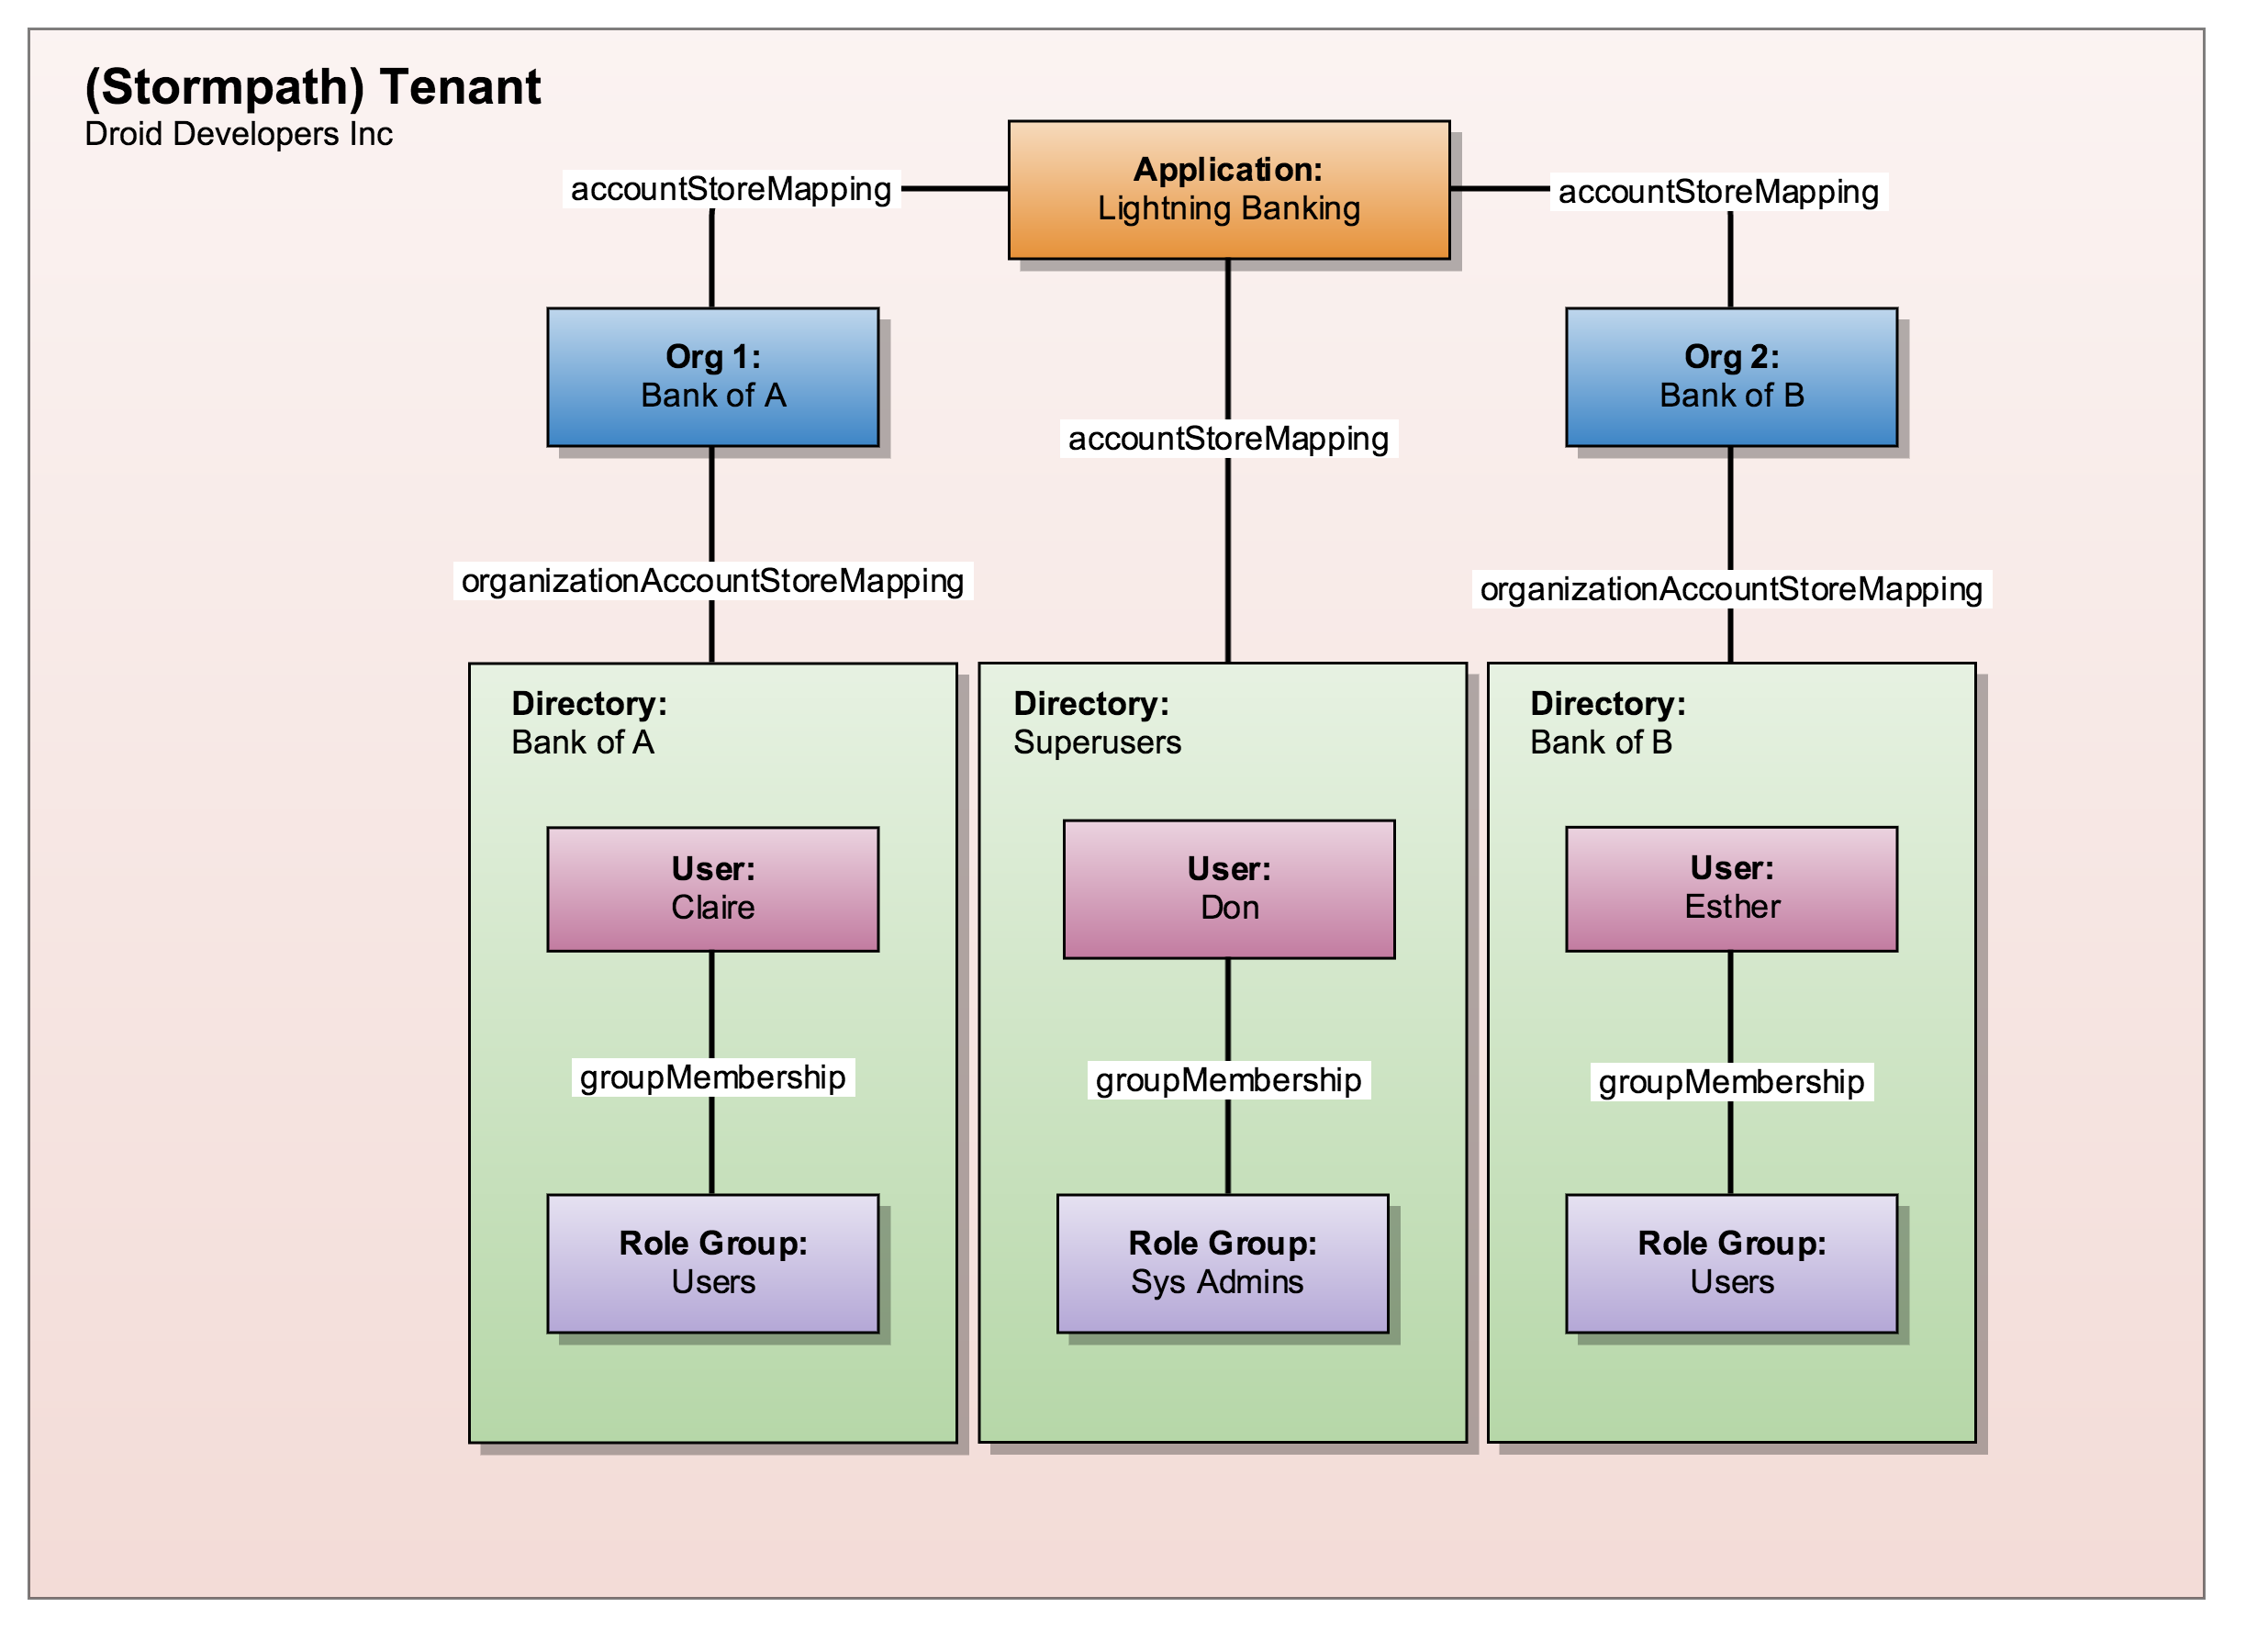 (Stormpath) Tenant
Droid Developers Inc
Application:
Lightning Banking
accountStoreMapping
accountStoreMapping
Org 1:
Bank of A
accountStoreMapping
Org 2:
Bank of B
organizationAccountStoreMapping
organizationAccountStoreMapping
Directory:
Bank of A
User:
Claire
groupMembership
Role Group:
Users
Directory:
Superusers
User:
Don
groupMembership
Role Group:
Sys Admins
Directory:
Bank of B
User:
Esther
groupMembership
Role Group:
Users